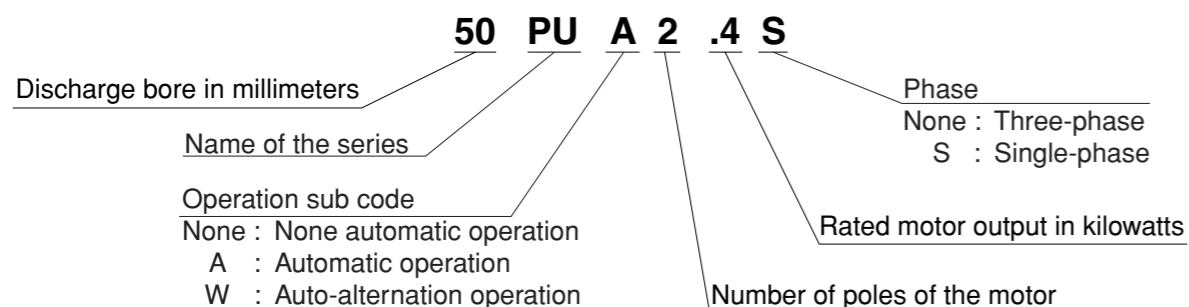 50 PU A 2 .4 S
Discharge bore in millimeters
Name of the series
Operation sub code
None : None automatic operation
A : Automatic operation
W : Auto-alternation operation
Phase
None : Three-phase
S : Single-phase
Rated motor output in kilowatts
Number of poles of the motor